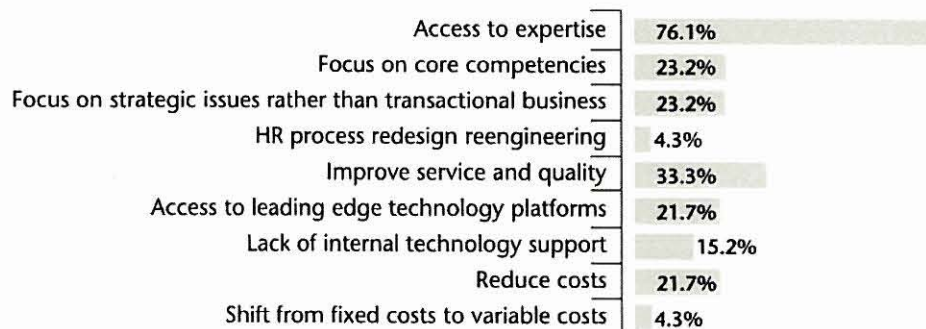 Access to expertise 76.1%
Focus on core competencies 23.2%
Focus on strategic issues rather than transactional business 23.2%
HR process redesign reengineering 4.3%
Improve service and quality 33.3%
Access to leading edge technology platforms 21.7%
Lack of internal technology support 15.2%
Reduce costs 21.7%
Shift from fixed costs to variable costs 4.3%